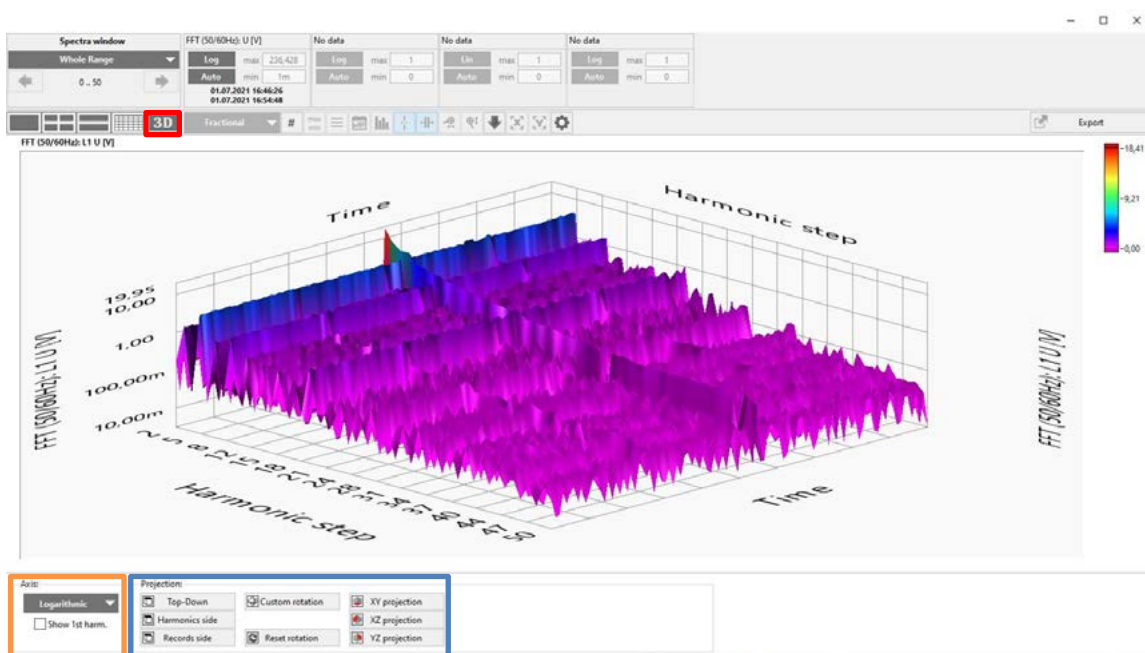 Spectra window
Whole Range
0 .. 50
FFT (50/60Hz): U [V]
Log max 236,428
Auto min 1m
01.07.2021 16:46:26
01.07.2021 16:54:48
No data
Log max 1
Auto min 0
No data
Lin max 1
Auto min 0
No data
Log max 1
Auto min 0
3D
Fractional
#
Export
FFT (50/60Hz): L1 U [V]
18,41
9,21
0,00
Time
Harmonic step
19,95
10,00
1,00
100,00m
10,00m
FFT (50/60Hz): L1 U [V]
FFT (50/60Hz): L1 U [V]
2
5
8
Harmonic step
Time
Axis:
Logarithmic
Show 1st harm.
Projection:
Top-Down
Custom rotation
XY projection
Harmonics side
XZ projection
Records side
Reset rotation
YZ projection